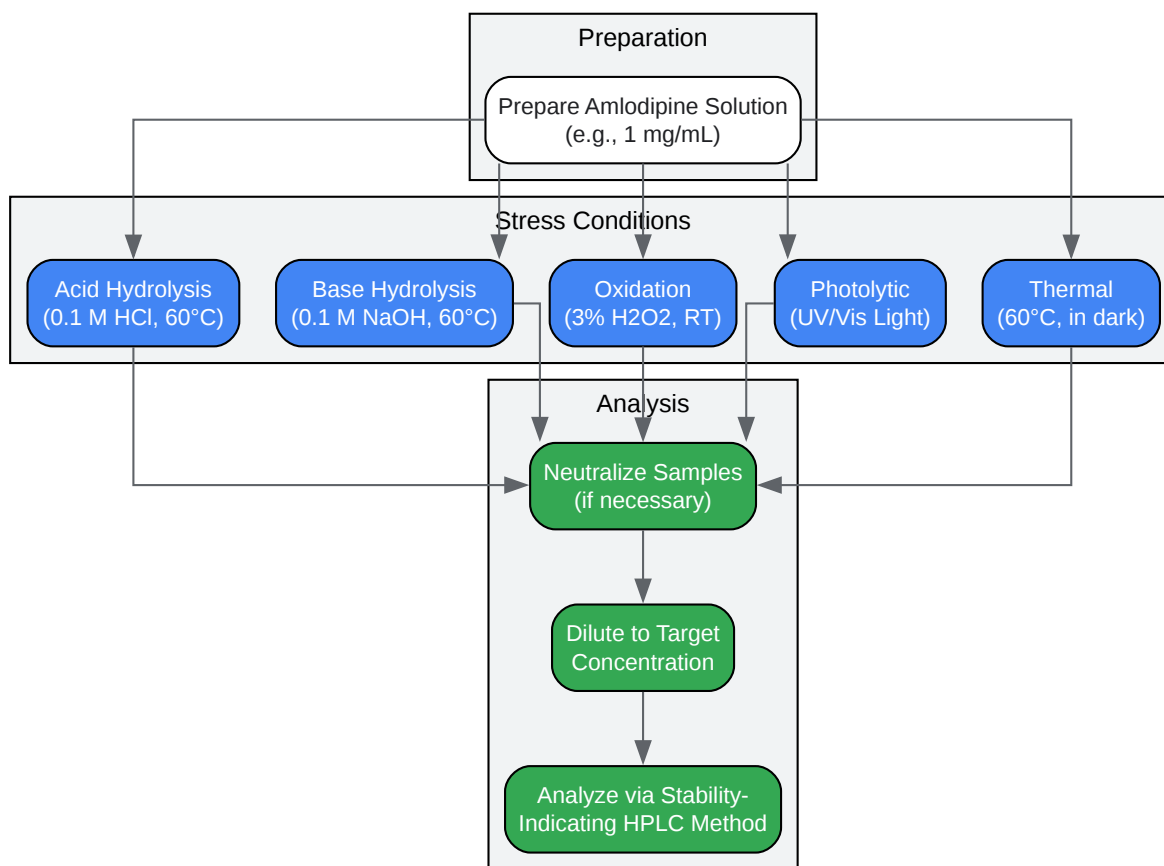 Preparation
Prepare Amlodipine Solution
(e.g., 1 mg/mL)
Stress Conditions
Acid Hydrolysis
(0.1 M HCl, 60°C)
Base Hydrolysis
(0.1 M NaOH, 60°C)
Oxidation
(3% H2O2, RT)
Photolytic
(UV/Vis Light)
Thermal
(60°C, in dark)
Analysis
Neutralize Samples
(if necessary)
Dilute to Target
Concentration
Analyze via Stability-
Indicating HPLC Method